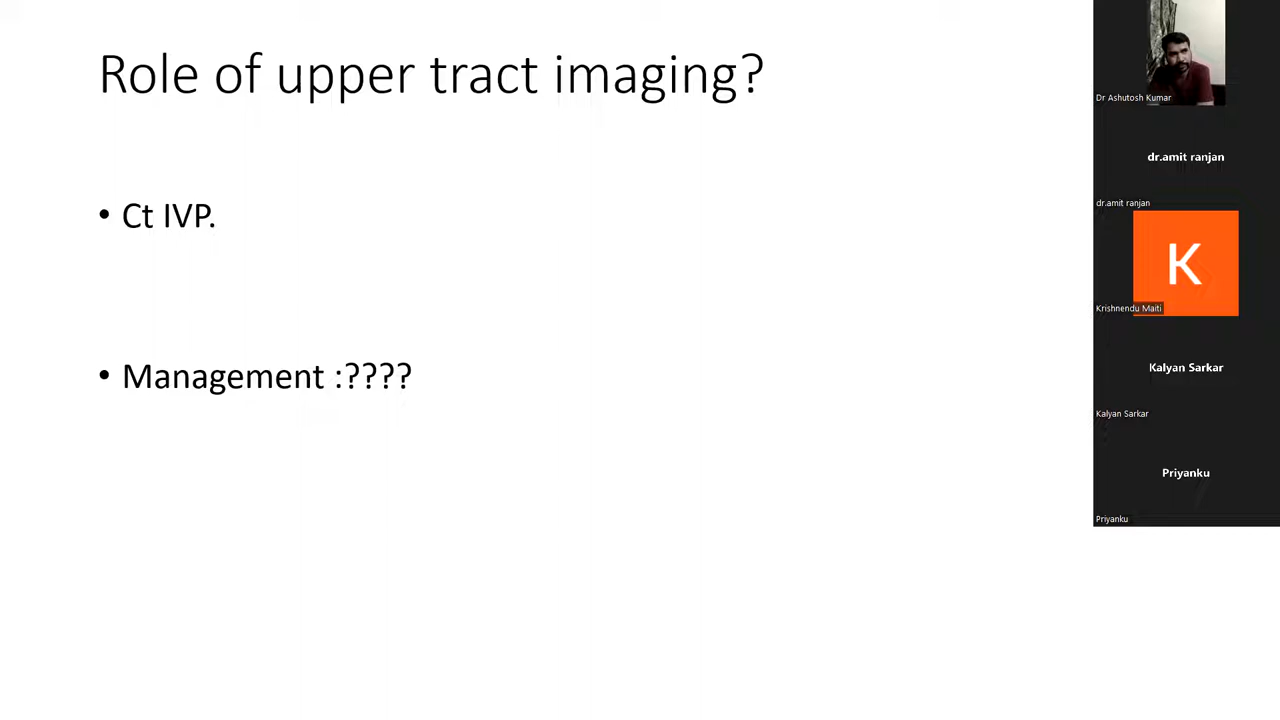 Role of upper tract imaging?
• Ct IVP.
• Management :????
Dr Ashutosh Kumar
dr.amit ranjan
dr.amit ranjan
K
Krishnendu Maiti
Kalyan Sarkar
Kalyan Sarkar
Priyanku
Priyanku